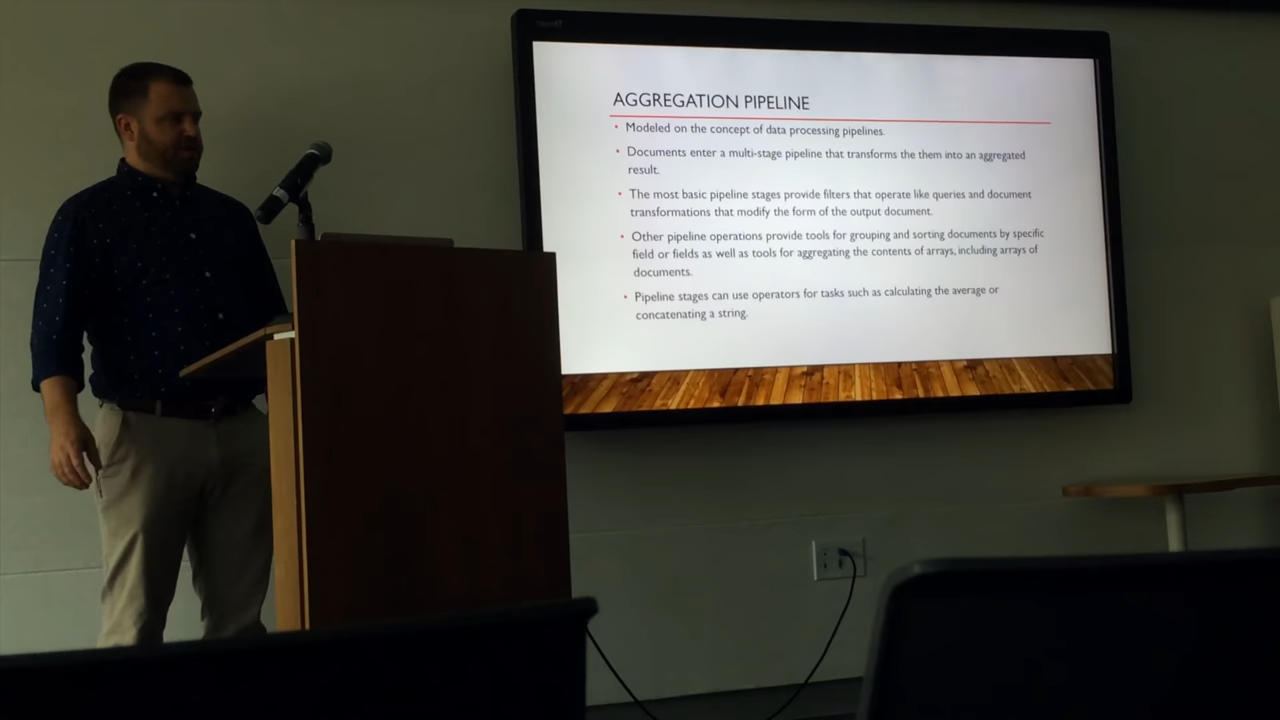 AGGREGATION PIPELINE
• Modeled on the concept of data processing pipelines.
• Documents enter a multi-stage pipeline that transforms the them into an aggregated
result.
• The most basic pipeline stages provide filters that operate like queries and document
transformations that modify the form of the output document.
• Other pipeline operations provide tools for grouping and sorting documents by specific
field or fields as well as tools for aggregating the contents of arrays, including arrays of
documents.
• Pipeline stages can use operators for tasks such as calculating the average or
concatenating a string.